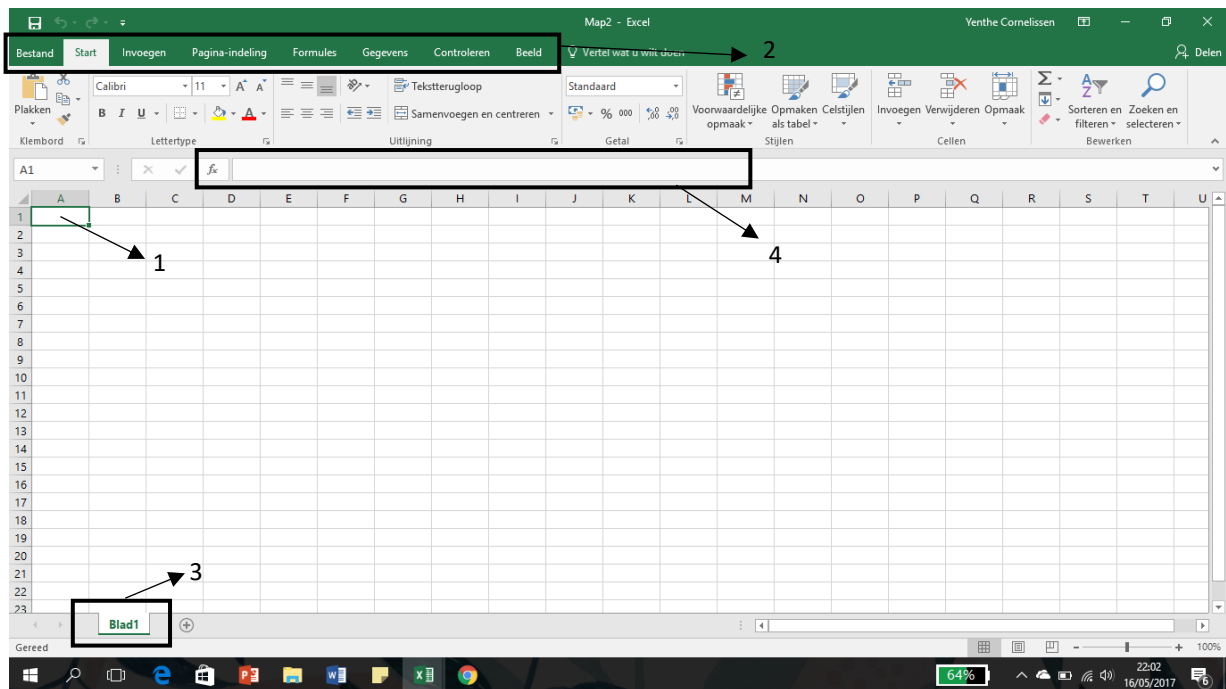 Map2 - Excel
Yenthe Cornelissen
Bestand Start Invoegen Pagina-indeling Formules Gegevens Controleren Beeld Vertel wat u wilt doen 2 Delen
Plakken
Calibri 11 A A
B I U A
Tekstterugloop
Samenvoegen en centreren
Standaard
% 000 ,00 ,0
Voorwaardelijke opmaak
Opmaken als tabel
Celstijlen
Invoegen Verwijderen Opmaak
Sorteren en filteren
Zoeken en selecteren
Klembord Lettertype Uitlijning Getal Stijlen Cellen Bewerken
A1 fx
A B C D E F G H I J K L M N O P Q R S T U
1
2
3
4
5
6
7
8
9
10
11
12
13
14
15
16
17
18
19
20
21
22
23
1
4
3
Blad1
Gereed 100%
64% 22:02
16/05/2017
6